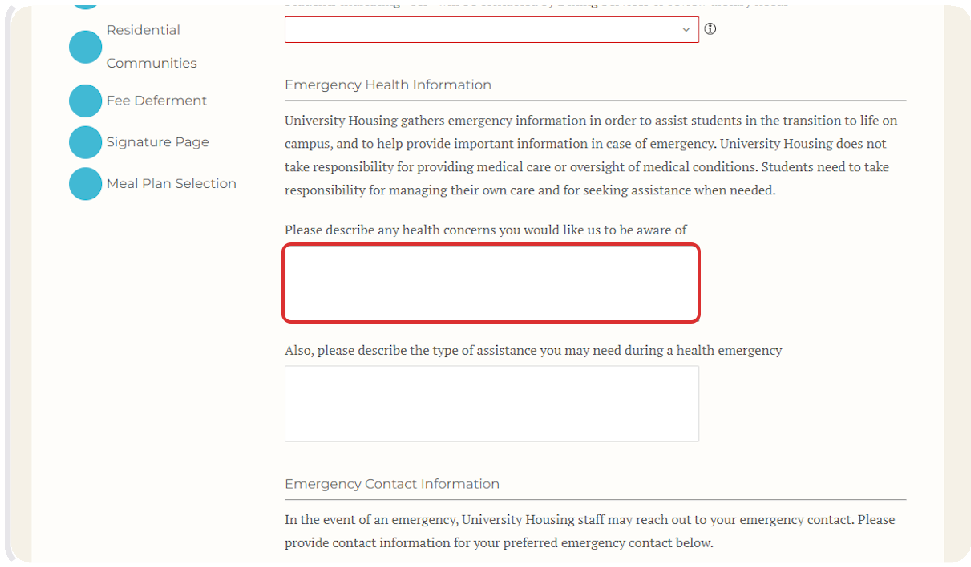 Residential
Communities
Fee Deferment
Signature Page
Meal Plan Selection
Emergency Health Information
University Housing gathers emergency information in order to assist students in the transition to life on
campus, and to help provide important information in case of emergency. University Housing does not
take responsibility for providing medical care or oversight of medical conditions. Students need to take
responsibility for managing their own care and for seeking assistance when needed.
Please describe any health concerns you would like us to be aware of
Also, please describe the type of assistance you may need during a health emergency
Emergency Contact Information
In the event of an emergency, University Housing staff may reach out to your emergency contact. Please
provide contact information for your preferred emergency contact below.